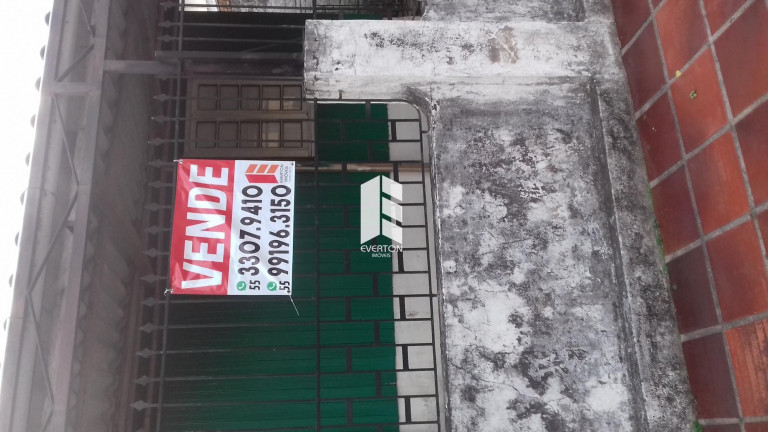 VENDE
55 3307.9410
55 99196.3150
EVERTON
IMÓVEIS